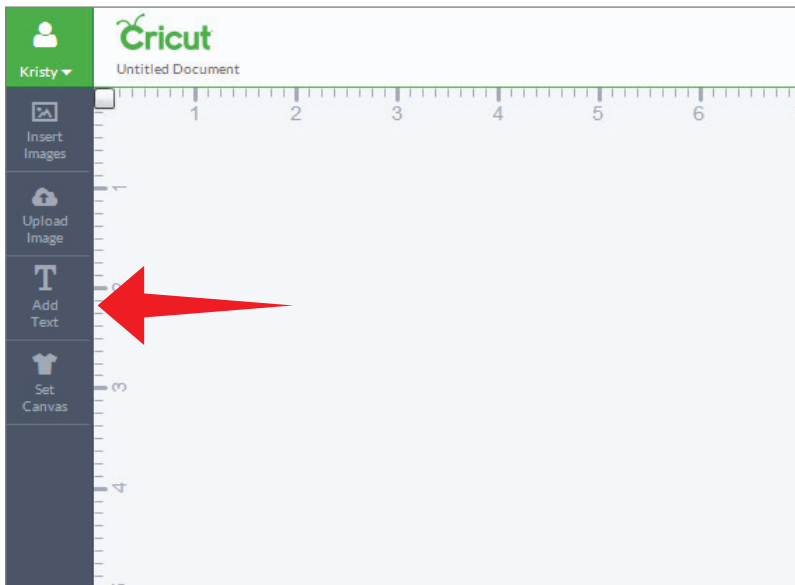 Cricut
Kristy
Untitled Document
1 2 3 4 5 6
Insert
Images
1
Upload
Image
2
Add
Text
3
Set
Canvas
4